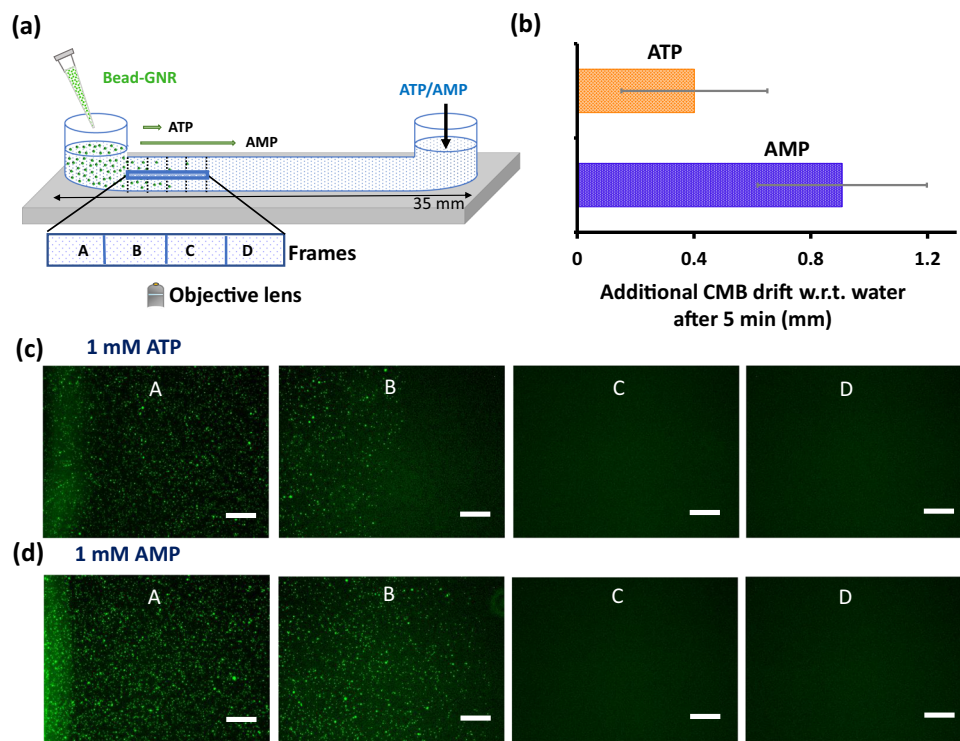 (a)
Bead-GNR
ATP
AMP
ATP/AMP
35 mm
A B C D Frames
Objective lens
(b)
ATP
AMP
0 0.4 0.8 1.2
Additional CMB drift w.r.t. water
after 5 min (mm)
(c) 1 mM ATP
A B C D
(d) 1 mM AMP
A B C D